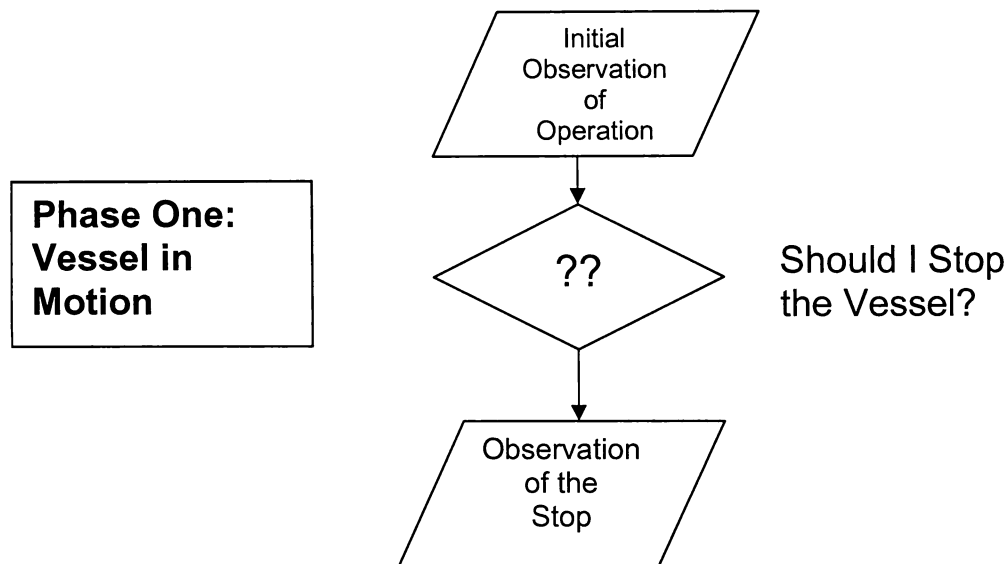 Initial
Observation
of
Operation
Phase One:
Vessel in
Motion
??
Should I Stop
the Vessel?
Observation
of the
Stop